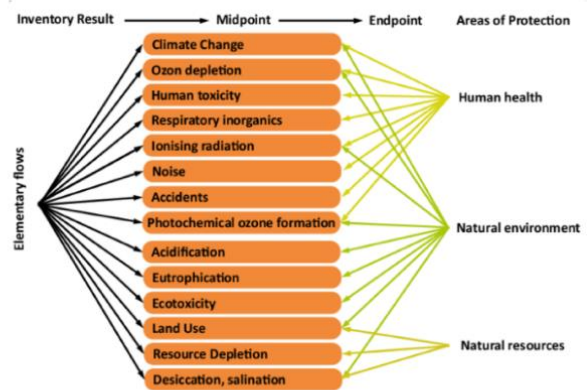 Inventory Result
Midpoint
Endpoint
Areas of Protection
Elementary flows
Climate Change
Ozon depletion
Human toxicity
Respiratory inorganics
Ionising radiation
Noise
Accidents
Photochemical ozone formation
Acidification
Eutrophication
Ecotoxicity
Land Use
Resource Depletion
Desiccation, salination
Human health
Natural environment
Natural resources